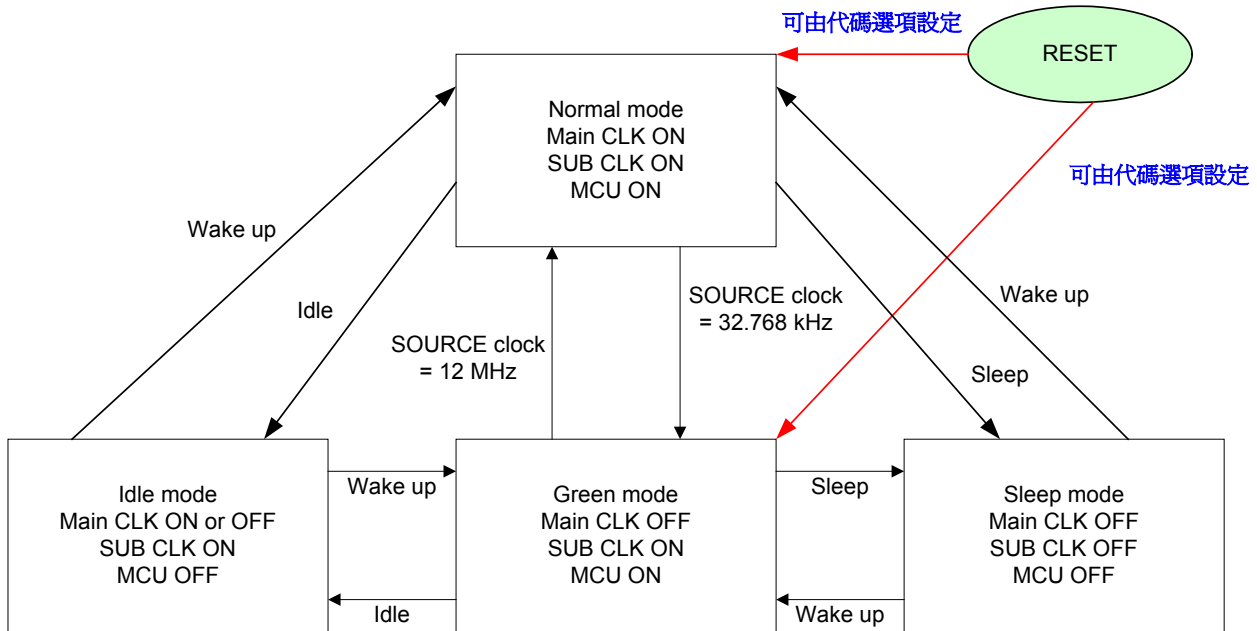 可由代碼選項設定
RESET
Normal mode
Main CLK ON
SUB CLK ON
MCU ON
可由代碼選項設定
Wake up
Idle
SOURCE clock
= 12 MHz
SOURCE clock
= 32.768 kHz
Wake up
Sleep
Idle mode
Main CLK ON or OFF
SUB CLK ON
MCU OFF
Wake up
Idle
Green mode
Main CLK OFF
SUB CLK ON
MCU ON
Sleep
Wake up
Sleep mode
Main CLK OFF
SUB CLK OFF
MCU OFF